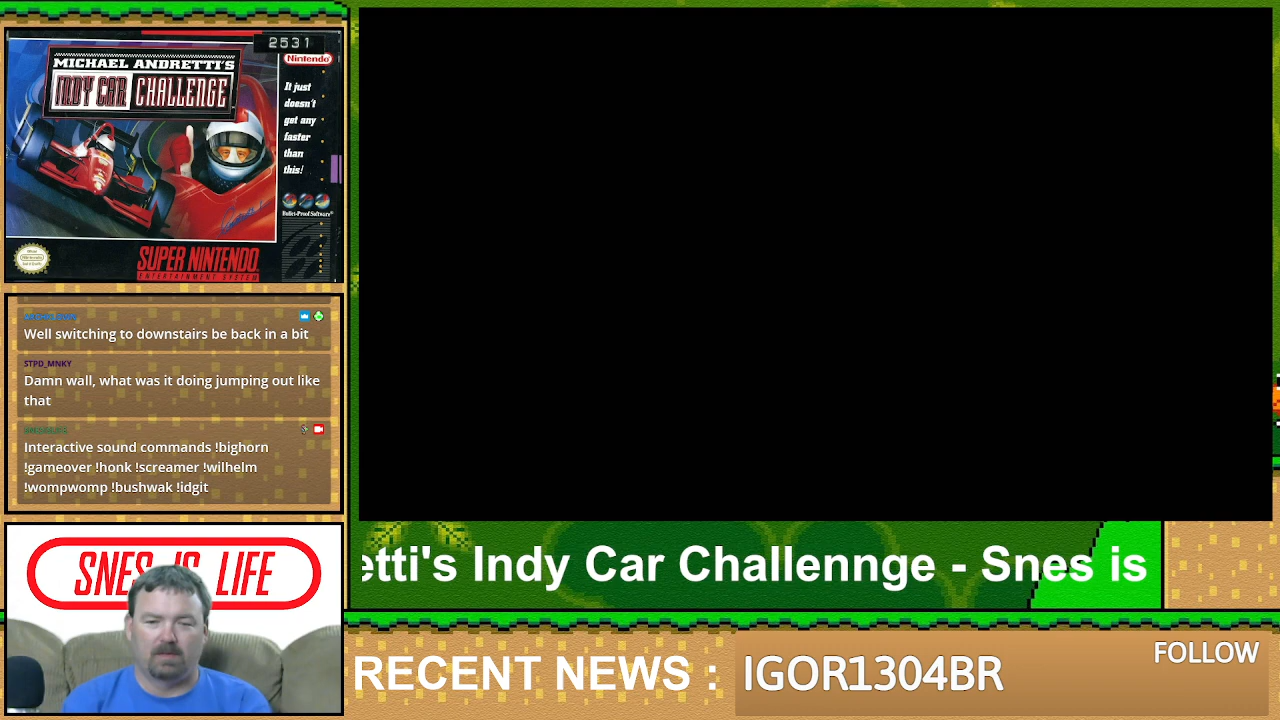 2531
Nintendo
MICHAEL ANDRETTI'S
INDY CAR CHALLENGE
It just
doesn't
get any
faster
than
this!
Bullet-Proof Software
SUPER NINTENDO
ENTERTAINMENT SYSTEM
Well switching to downstairs be back in a bit
STPD_MNKY
Damn wall, what was it doing jumping out like
that
Interactive sound commands !bighorn
!gameover !honk !screamer !wilhelm
!wompwomp !bushwak !idgit
SNES IS LIFE
etti's Indy Car Challennge - Snes is
RECENT NEWS :
IGOR1304BR
FOLLOW